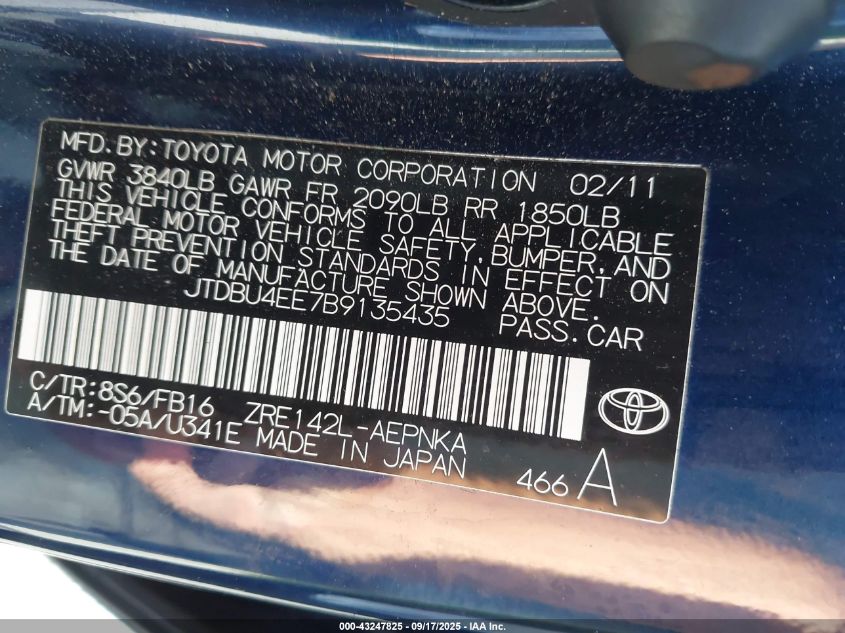 MFD. BY: TOYOTA MOTOR CORPORATION 02/11
GVWR 3840LB GAWR FR 2090LB RR 1850LB
THIS VEHICLE CONFORMS TO ALL APPLICABLE
FEDERAL MOTOR VEHICLE SAFETY, BUMPER, AND
THEFT PREVENTION STANDARDS IN EFFECT ON
THE DATE OF MANUFACTURE SHOWN ABOVE.
JTDBU4EE7B9135435 PASS. CAR
C/TR: 8S6/FB16 ZRE142L-AEPNKA
A/TM: -05A/U341E MADE IN JAPAN
466 A
000-43247825 - 09/17/2025 - www.iaai.com